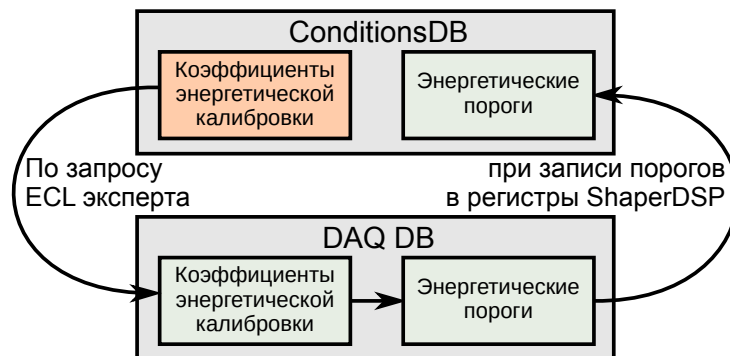 ConditionsDB
Коэффициенты
энергетической
калибровки
Энергетические
пороги
По запросу
ECL эксперта
при записи порогов
в регистры ShaperDSP
DAQ DB
Коэффициенты
энергетической
калибровки
Энергетические
пороги